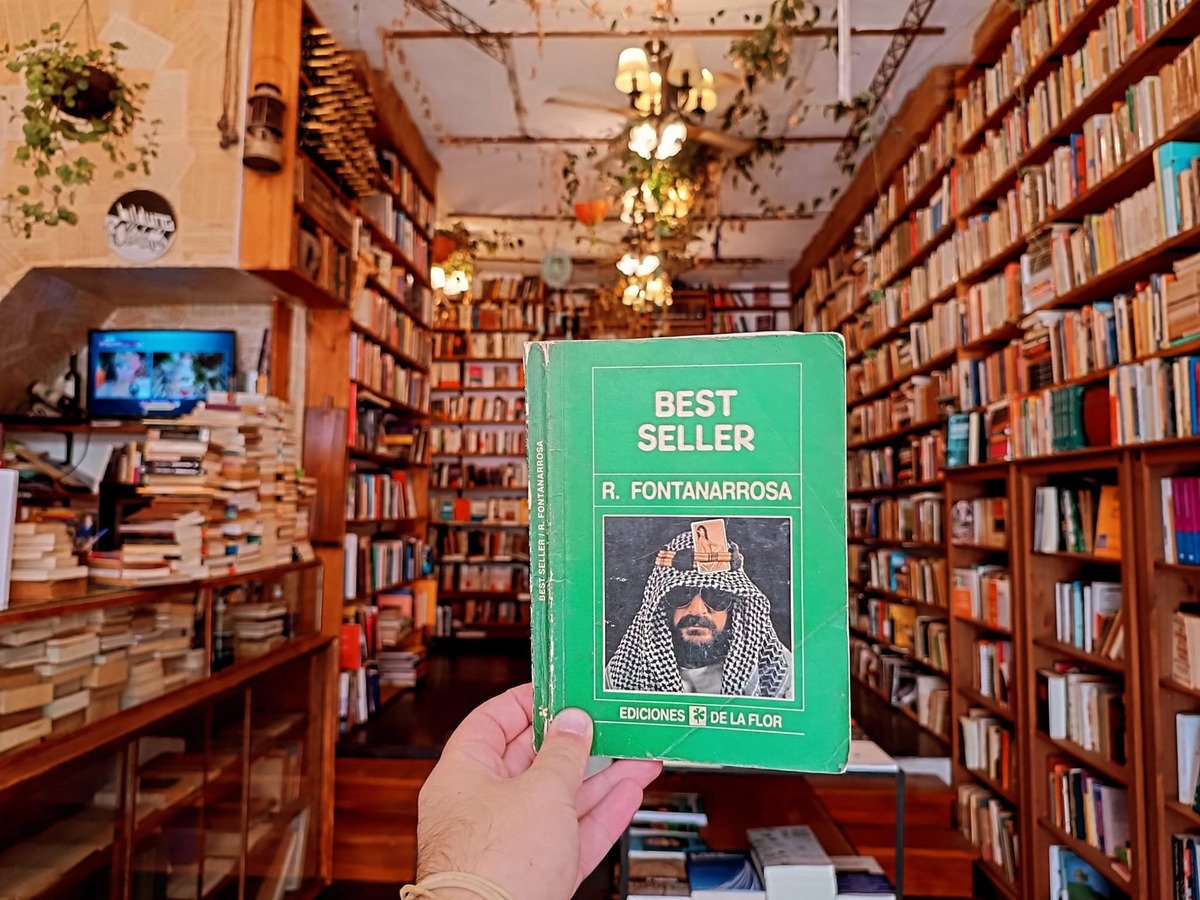 BEST
SELLER
R. FONTANARROSA
EDICIONES DE LA FLOR
BEST SELLER / R. FONTANARROSA